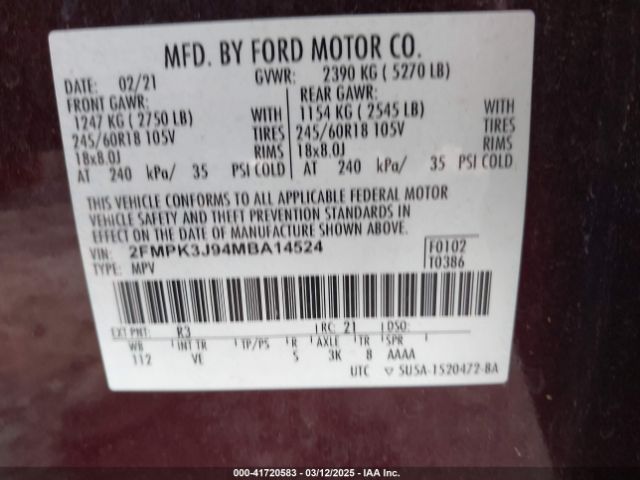 MFD. BY FORD MOTOR CO.
DATE: 02/21 GVWR: 2390 KG ( 5270 LB)
FRONT GAWR: REAR GAWR:
1247 KG ( 2750 LB) WITH 1154 KG ( 2545 LB) WITH
245/60R18 105V TIRES 245/60R18 105V TIRES
18x8.0J RIMS 18x8.0J RIMS
AT 240 kPa/ 35 PSI COLD AT 240 kPa/ 35 PSI COLD
THIS VEHICLE CONFORMS TO ALL APPLICABLE FEDERAL MOTOR
VEHICLE SAFETY AND THEFT PREVENTION STANDARDS IN
EFFECT ON THE DATE OF MANUFACTURE SHOWN ABOVE.
VIN: 2FMPK3J94MBA14524 F0102
TYPE: MPV T0386
EXT PNT: R3 RC: 21 DSO:
WB INT TR TP/PS R AXLE TR SPR
112 VE 5 3K 8 AAAA
UTC ▽ SU5A-1520472-BA
000-41720583 / 03/12/2025 - IAA Inc.